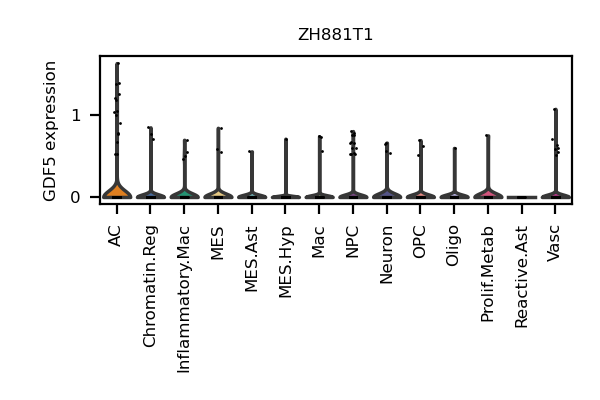 ZH881T1
GDF5 expression
1
0
AC
Chromatin.Reg
Inflammatory.Mac
MES
MES.Ast
MES.Hyp
Mac
NPC
Neuron
OPC
Oligo
Prolif.Metab
Reactive.Ast
Vasc